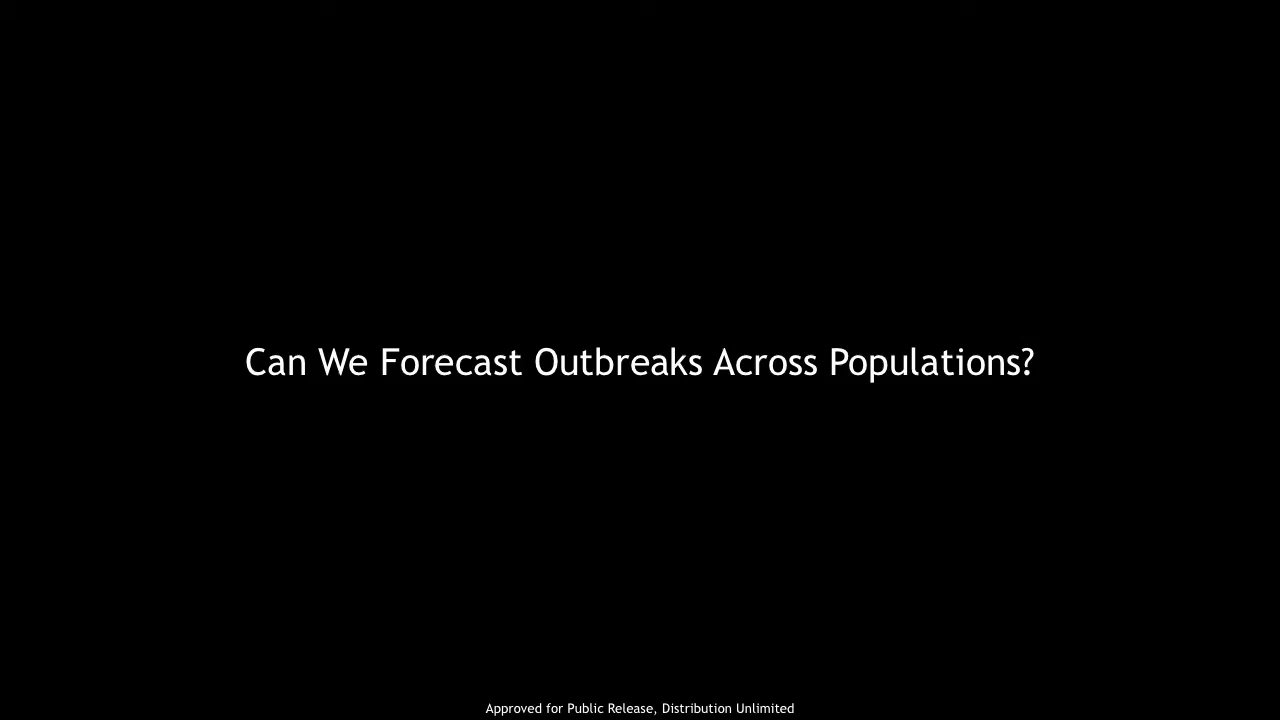 Can We Forecast Outbreaks Across Populations?
Approved for Public Release, Distribution Unlimited